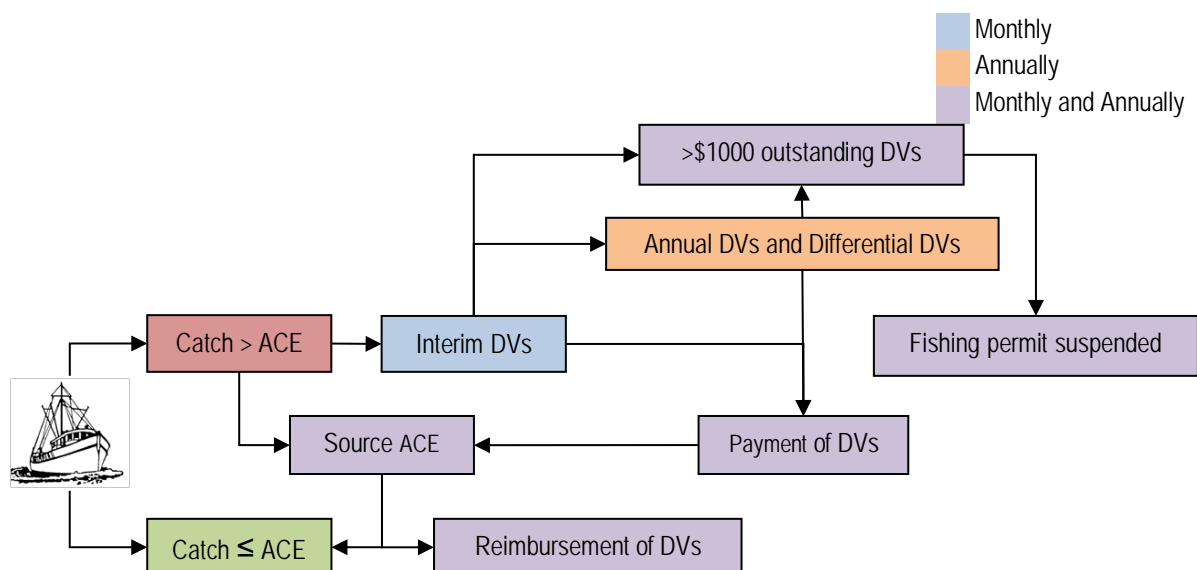 Monthly
Annually
Monthly and Annually
>$1000 outstanding DVs
Annual DVs and Differential DVs
Catch > ACE
Interim DVs
Fishing permit suspended
Source ACE
Payment of DVs
Catch ≤ ACE
Reimbursement of DVs